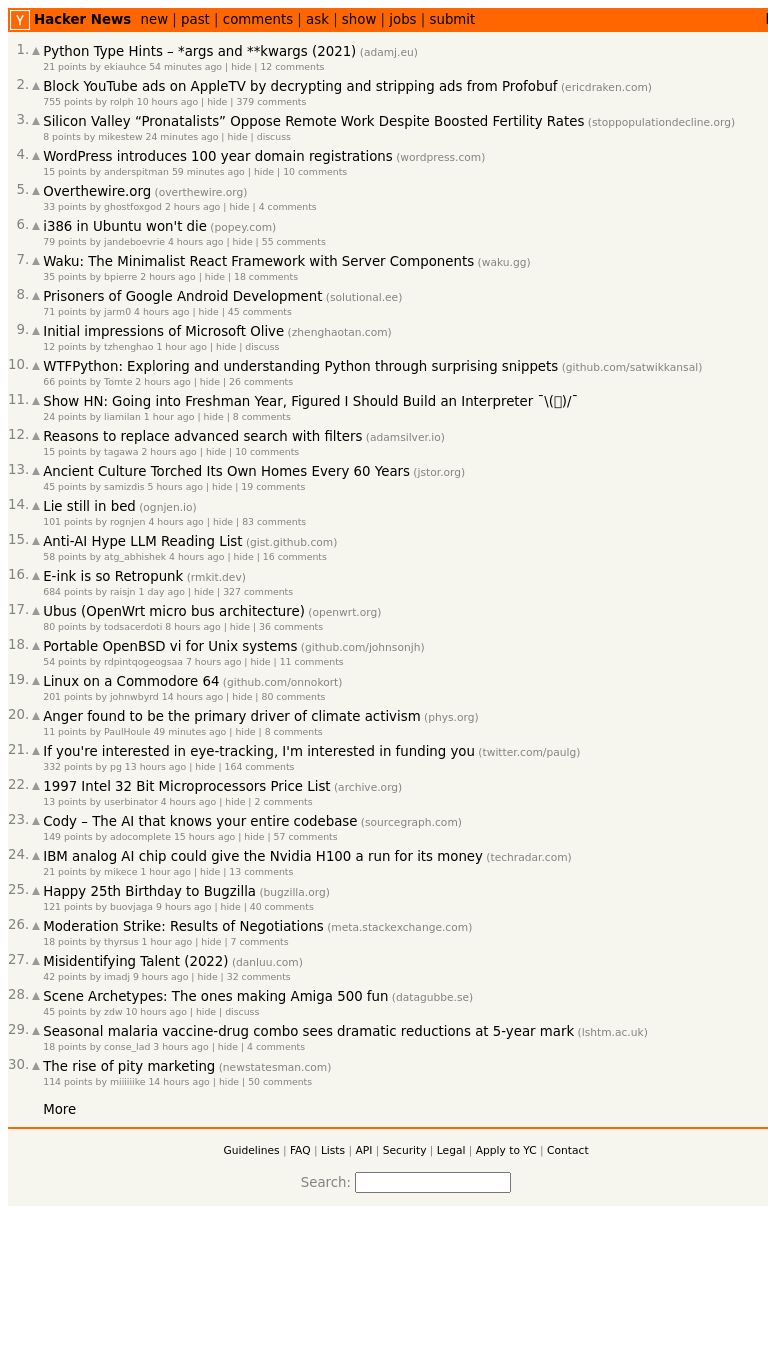 Y Hacker News new | past | comments | ask | show | jobs | submit
1. ▲ Python Type Hints – *args and **kwargs (2021) (adamj.eu)
21 points by ekiauhce 54 minutes ago | hide | 12 comments
2. ▲ Block YouTube ads on AppleTV by decrypting and stripping ads from Profobuf (ericdraken.com)
755 points by rolph 10 hours ago | hide | 379 comments
3. ▲ Silicon Valley “Pronatalists” Oppose Remote Work Despite Boosted Fertility Rates (stoppopulationdecline.org)
8 points by mikestew 24 minutes ago | hide | discuss
4. ▲ WordPress introduces 100 year domain registrations (wordpress.com)
15 points by anderspitman 59 minutes ago | hide | 10 comments
5. ▲ Overthewire.org (overthewire.org)
33 points by ghostfoxgod 2 hours ago | hide | 4 comments
6. ▲ i386 in Ubuntu won't die (popey.com)
79 points by jandeboevrie 4 hours ago | hide | 55 comments
7. ▲ Waku: The Minimalist React Framework with Server Components (waku.gg)
35 points by bpierre 2 hours ago | hide | 18 comments
8. ▲ Prisoners of Google Android Development (solutional.ee)
71 points by jarm0 4 hours ago | hide | 45 comments
9. ▲ Initial impressions of Microsoft Olive (zhenghaotan.com)
12 points by tzhenghao 1 hour ago | hide | discuss
10. ▲ WTFPython: Exploring and understanding Python through surprising snippets (github.com/satwikkansal)
66 points by Tomte 2 hours ago | hide | 26 comments
11. ▲ Show HN: Going into Freshman Year, Figured I Should Build an Interpreter ¯\(▯)/¯
24 points by liamilan 1 hour ago | hide | 8 comments
12. ▲ Reasons to replace advanced search with filters (adamsilver.io)
15 points by tagawa 2 hours ago | hide | 10 comments
13. ▲ Ancient Culture Torched Its Own Homes Every 60 Years (jstor.org)
45 points by samizdis 5 hours ago | hide | 19 comments
14. ▲ Lie still in bed (ognjen.io)
101 points by rognjen 4 hours ago | hide | 83 comments
15. ▲ Anti-AI Hype LLM Reading List (gist.github.com)
58 points by atg_abhishek 4 hours ago | hide | 16 comments
16. ▲ E-ink is so Retropunk (rmkit.dev)
684 points by raisjn 1 day ago | hide | 327 comments
17. ▲ Ubus (OpenWrt micro bus architecture) (openwrt.org)
80 points by todsacerdoti 8 hours ago | hide | 36 comments
18. ▲ Portable OpenBSD vi for Unix systems (github.com/johnsonjh)
54 points by rdpintqogeogsaa 7 hours ago | hide | 11 comments
19. ▲ Linux on a Commodore 64 (github.com/onnokort)
201 points by johnwbyrd 14 hours ago | hide | 80 comments
20. ▲ Anger found to be the primary driver of climate activism (phys.org)
11 points by PaulHoule 49 minutes ago | hide | 8 comments
21. ▲ If you're interested in eye-tracking, I'm interested in funding you (twitter.com/paulg)
332 points by pg 13 hours ago | hide | 164 comments
22. ▲ 1997 Intel 32 Bit Microprocessors Price List (archive.org)
13 points by userbinator 4 hours ago | hide | 2 comments
23. ▲ Cody – The AI that knows your entire codebase (sourcegraph.com)
149 points by adocomplete 15 hours ago | hide | 57 comments
24. ▲ IBM analog AI chip could give the Nvidia H100 a run for its money (techradar.com)
21 points by mikece 1 hour ago | hide | 13 comments
25. ▲ Happy 25th Birthday to Bugzilla (bugzilla.org)
121 points by buovjaga 9 hours ago | hide | 40 comments
26. ▲ Moderation Strike: Results of Negotiations (meta.stackexchange.com)
18 points by thyrsus 1 hour ago | hide | 7 comments
27. ▲ Misidentifying Talent (2022) (danluu.com)
42 points by imadj 9 hours ago | hide | 32 comments
28. ▲ Scene Archetypes: The ones making Amiga 500 fun (datagubbe.se)
45 points by zdw 10 hours ago | hide | discuss
29. ▲ Seasonal malaria vaccine-drug combo sees dramatic reductions at 5-year mark (lshtm.ac.uk)
18 points by conse_lad 3 hours ago | hide | 4 comments
30. ▲ The rise of pity marketing (newstatesman.com)
114 points by miiiiiike 14 hours ago | hide | 50 comments
More
Guidelines | FAQ | Lists | API | Security | Legal | Apply to YC | Contact
Search: